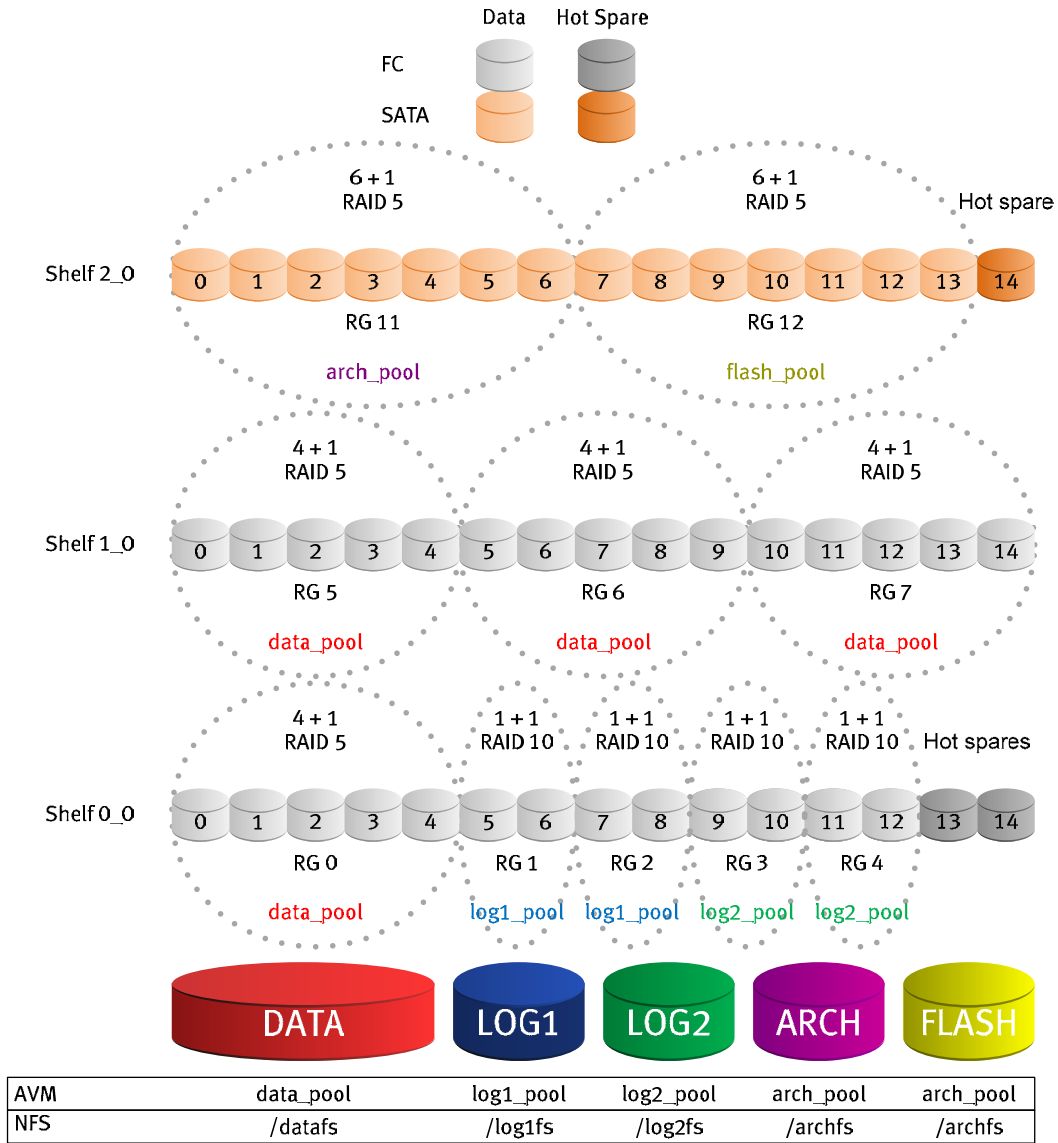 Data Hot Spare
FC
SATA
6 + 1 6 + 1
RAID 5 RAID 5 Hot spare
Shelf 2_0 0 1 2 3 4 5 6 7 8 9 10 11 12 13 14
RG 11 RG 12
arch_pool flash_pool
4 + 1 4 + 1 4 + 1
RAID 5 RAID 5 RAID 5
Shelf 1_0 0 1 2 3 4 5 6 7 8 9 10 11 12 13 14
RG 5 RG 6 RG 7
data_pool data_pool data_pool
4 + 1 1 + 1 1 + 1 1 + 1 1 + 1
RAID 5 RAID 10 RAID 10 RAID 10 RAID 10 Hot spares
Shelf 0_0 0 1 2 3 4 5 6 7 8 9 10 11 12 13 14
RG 0 RG 1 RG 2 RG 3 RG 4
data_pool log1_pool log1_pool log2_pool log2_pool
DATA LOG1 LOG2 ARCH FLASH
AVM data_pool log1_pool log2_pool arch_pool arch_pool
NFS /datafs /log1fs /log2fs /archfs /archfs